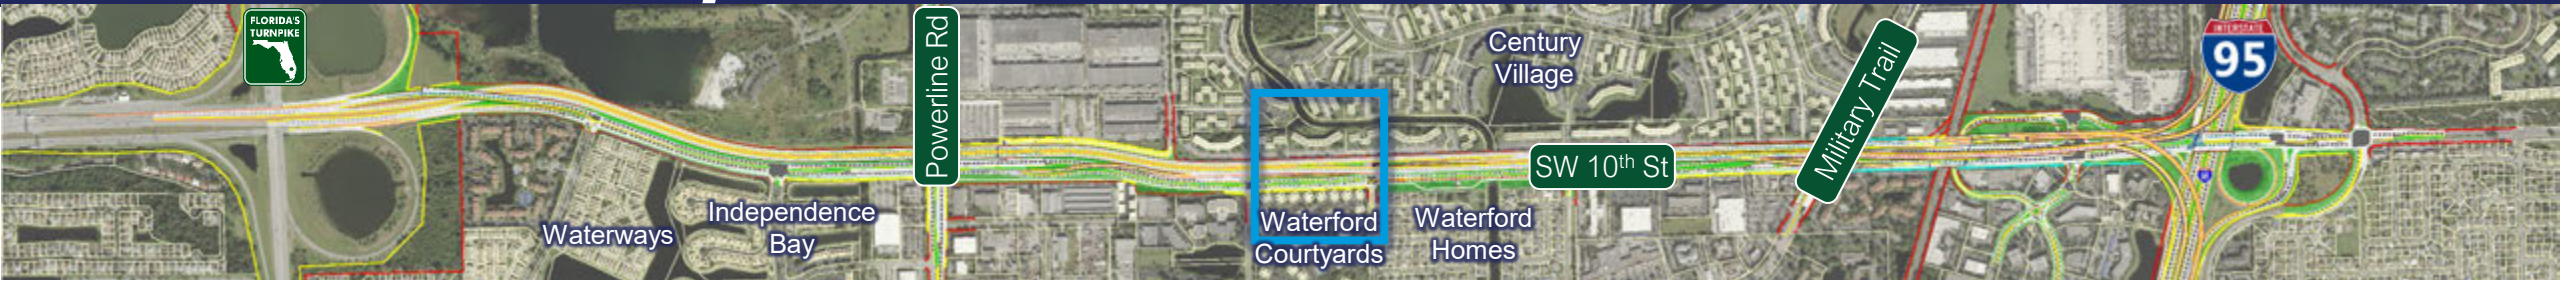 FLORIDA'S
TURNPIKE
Powerline Rd
Century
Village
Military Trail
INTERSTATE
95
SW 10th St
Waterways
Independence
Bay
Waterford
Courtyards
Waterford
Homes